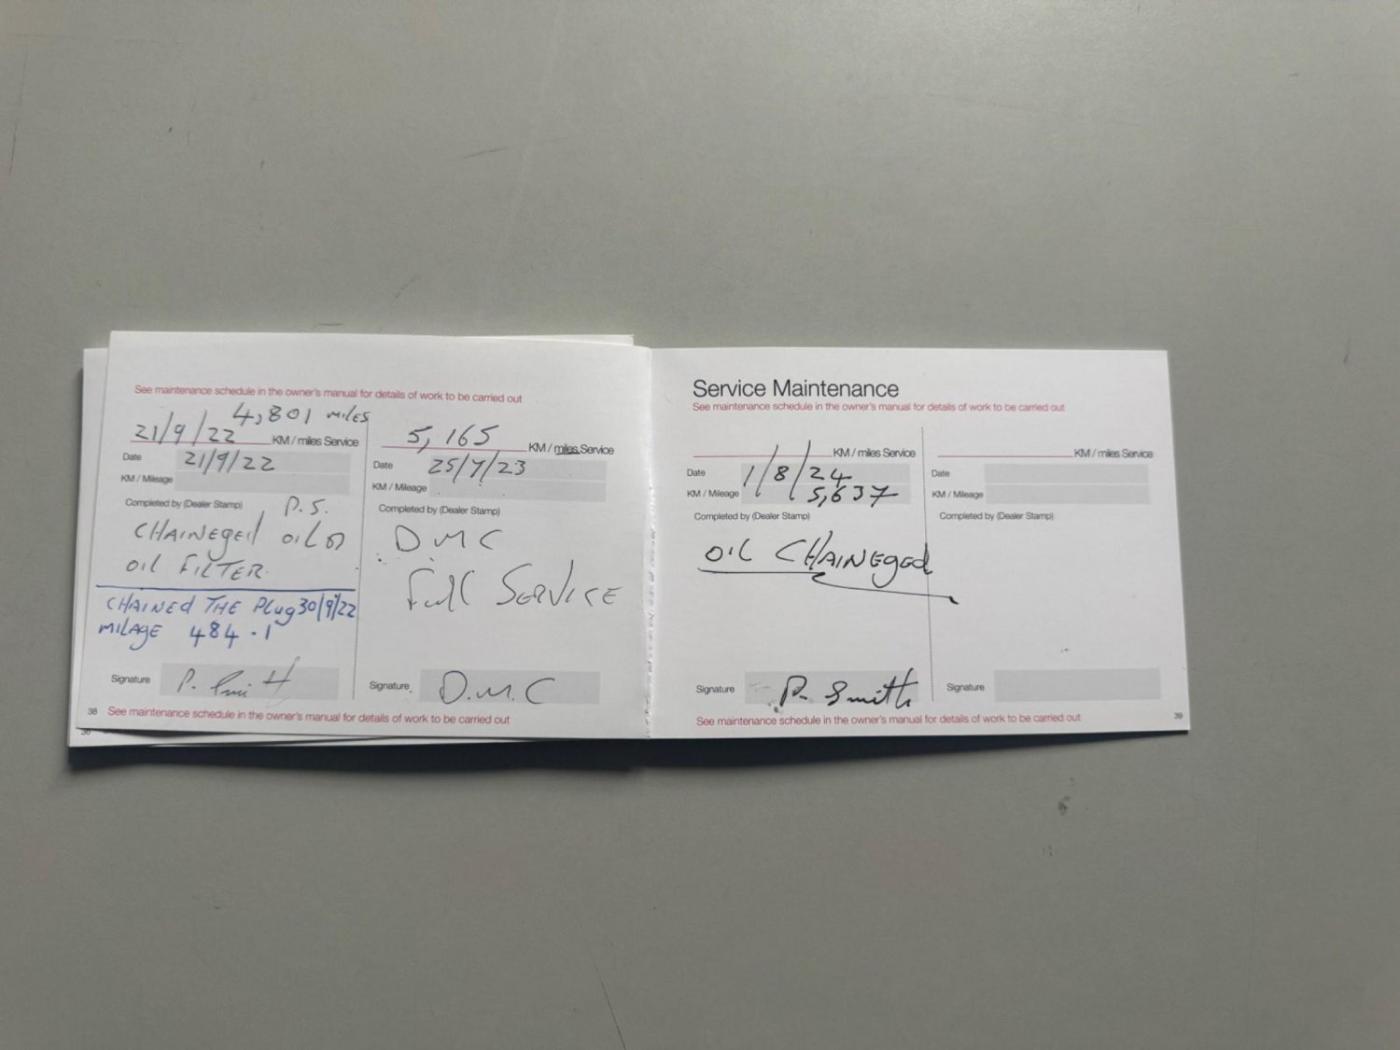 See maintenance schedule in the owner's manual for details of work to be carried out
4,801 MILES
21/9/22 KM / miles Service
Date 21/9/22
KM / Mileage
Completed by (Dealer Stamp) P.S.
CHAINEGED OIL &
OIL FILTER.
CHAINED THE PLUG 30/9/22
MILAGE 484.1
Signature P. Smith
38 See maintenance schedule in the owner's manual for details of work to be carried out
5,165 KM / miles Service
Date 25/7/23
KM / Mileage
Completed by (Dealer Stamp)
D M C
Full SERVICE
Signature D.M.C
Service Maintenance
See maintenance schedule in the owner's manual for details of work to be carried out
KM / miles Service
Date 1/8/24
KM / Mileage 5,637
Completed by (Dealer Stamp)
OIL CHAINEGED
Signature P. Smith
See maintenance schedule in the owner's manual for details of work to be carried out
KM / miles Service
Date
KM / Mileage
Completed by (Dealer Stamp)
Signature
39